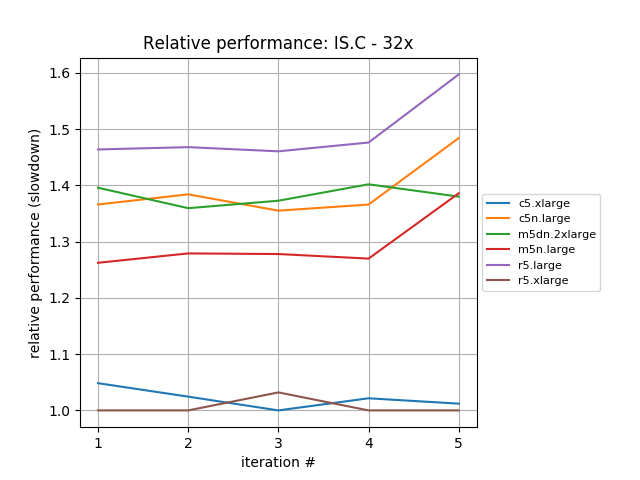 Relative performance: IS.C - 32x
relative performance (slowdown)
1.6
1.5
1.4
1.3
1.2
1.1
1.0
1 2 3 4 5
iteration #
c5.xlarge
c5n.large
m5dn.2xlarge
m5n.large
r5.large
r5.xlarge